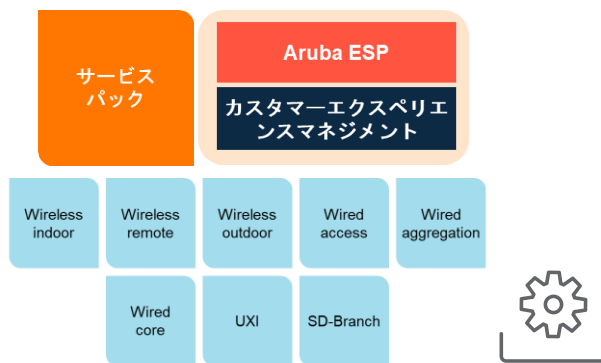 サービス
パック
Aruba ESP
カスタマーエクスペリエ
ンスマネジメント
Wireless
indoor
Wireless
remote
Wireless
outdoor
Wired
access
Wired
aggregation
Wired
core
UXI
SD-Branch